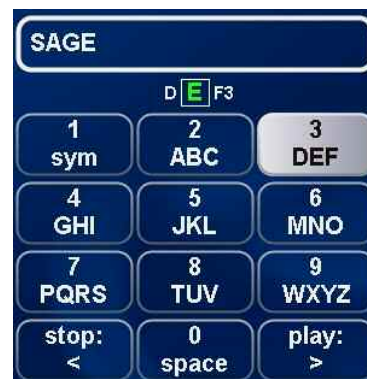 SAGE
D E F3
1 2 3
sym ABC DEF
4 5 6
GHI JKL MNO
7 8 9
PQRS TUV WXYZ
stop: 0 play:
< space >